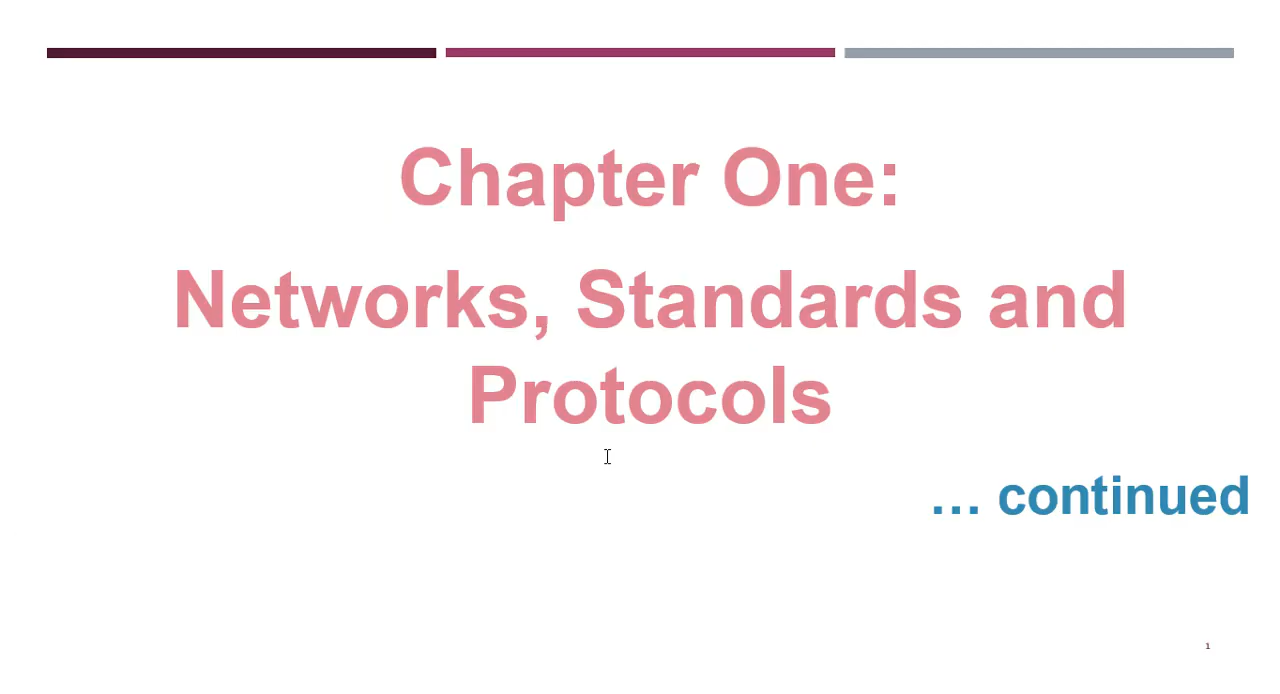 Chapter One:
Networks, Standards and
Protocols
… continued
1